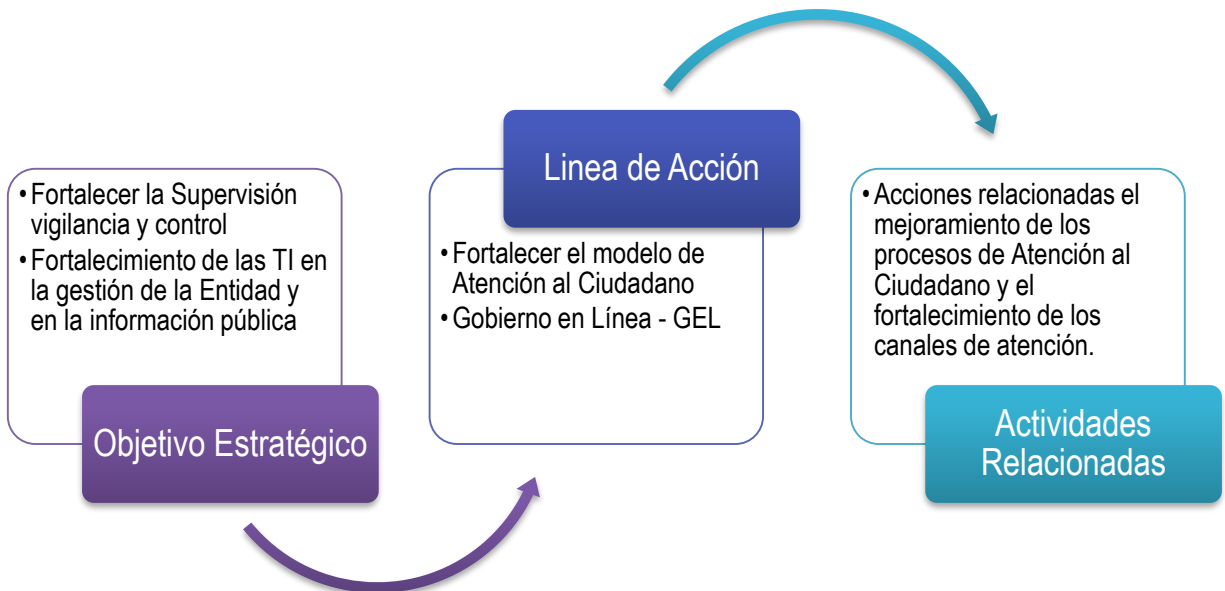 • Fortalecer la Supervisión
vigilancia y control
• Fortalecimiento de las TI en
la gestión de la Entidad y
en la información pública
Objetivo Estratégico
Linea de Acción
• Fortalecer el modelo de
Atención al Ciudadano
• Gobierno en Línea - GEL
• Acciones relacionadas el
mejoramiento de los
procesos de Atención al
Ciudadano y el
fortalecimiento de los
canales de atención.
Actividades
Relacionadas